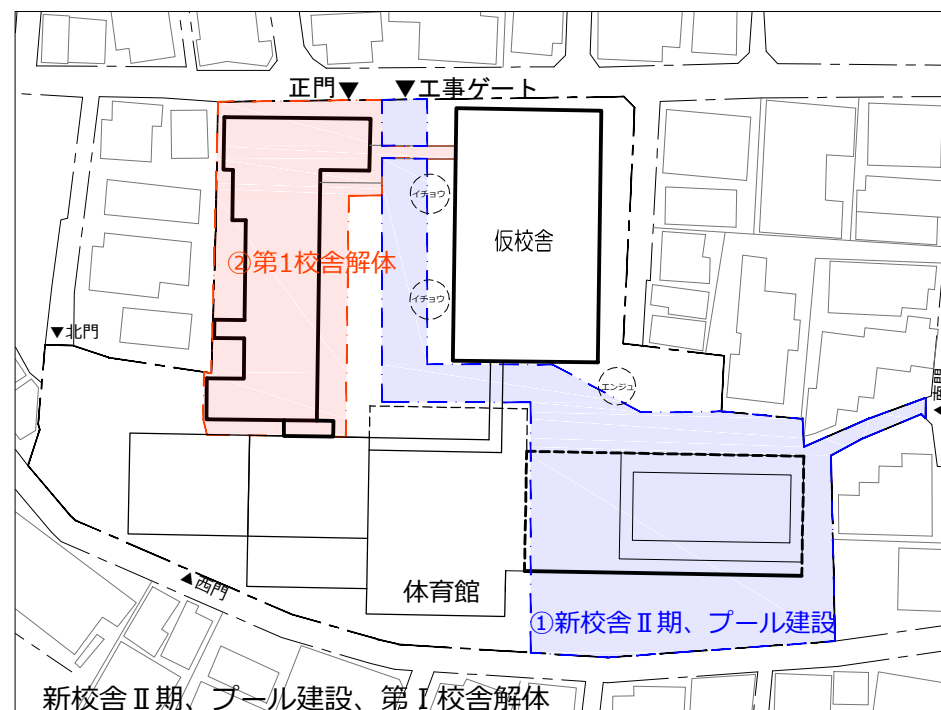 正門▼ ▼工事ゲート
イチョウ
仮校舎
②第1校舎解体
イチョウ
▼北門
エンジュ
南門▲
▲西門
体育館
①新校舎Ⅱ期、プール建設
新校舎Ⅱ期、プール建設、第Ⅰ校舎解体